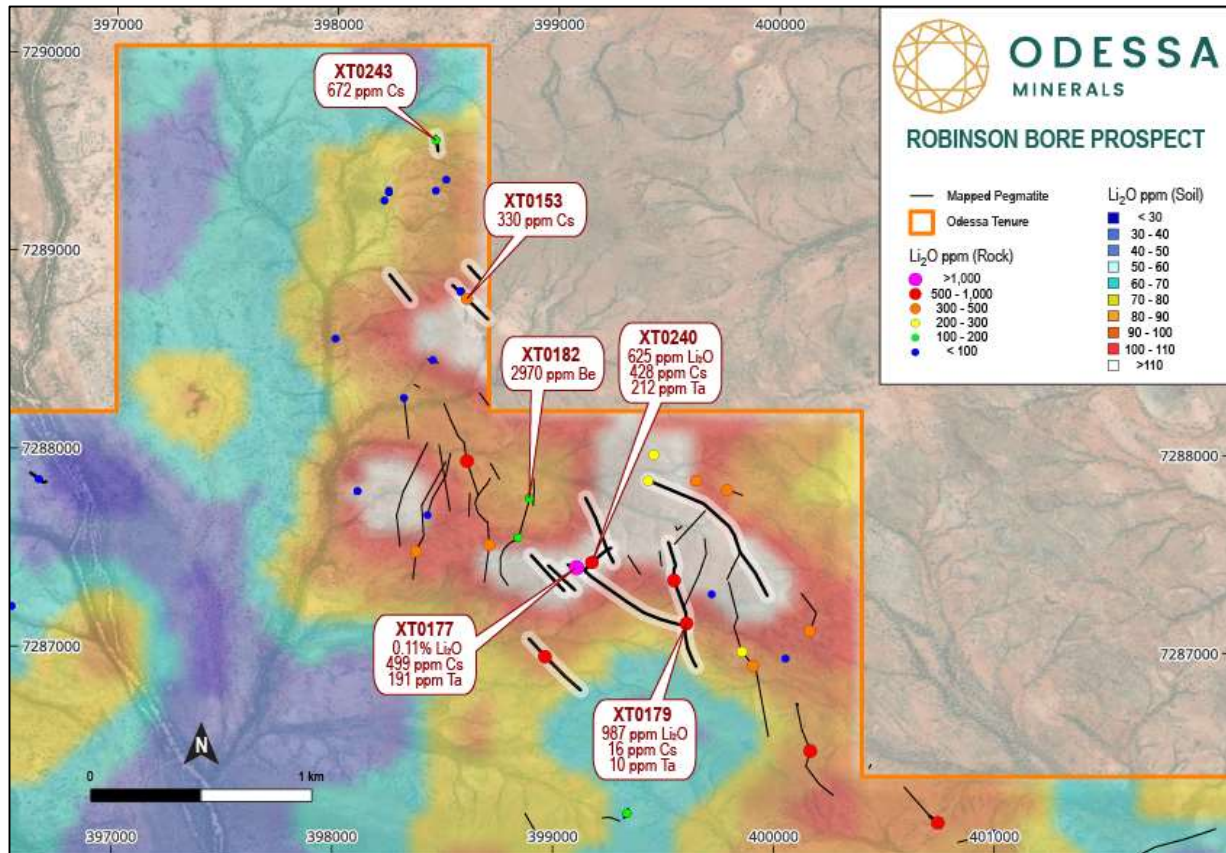 397000
398000
399000
400000
7290000
7289000
7288000
7287000
XT0243
672 ppm Cs
XT0153
330 ppm Cs
XT0182
2970 ppm Be
XT0240
625 ppm Li₂O
428 ppm Cs
212 ppm Ta
XT0177
0.11% Li₂O
499 ppm Cs
191 ppm Ta
XT0179
987 ppm Li₂O
16 ppm Cs
10 ppm Ta
ODESSA
MINERALS
ROBINSON BORE PROSPECT
Mapped Pegmatite
Odessa Tenure
Li₂O ppm (Rock)
>1,000
500 - 1,000
300 - 500
200 - 300
100 - 200
< 100
Li₂O ppm (Soil)
< 30
30 - 40
40 - 50
50 - 60
60 - 70
70 - 80
80 - 90
90 - 100
100 - 110
>110
7288000
7287000
N
0
1 km
397000
398000
399000
400000
401000